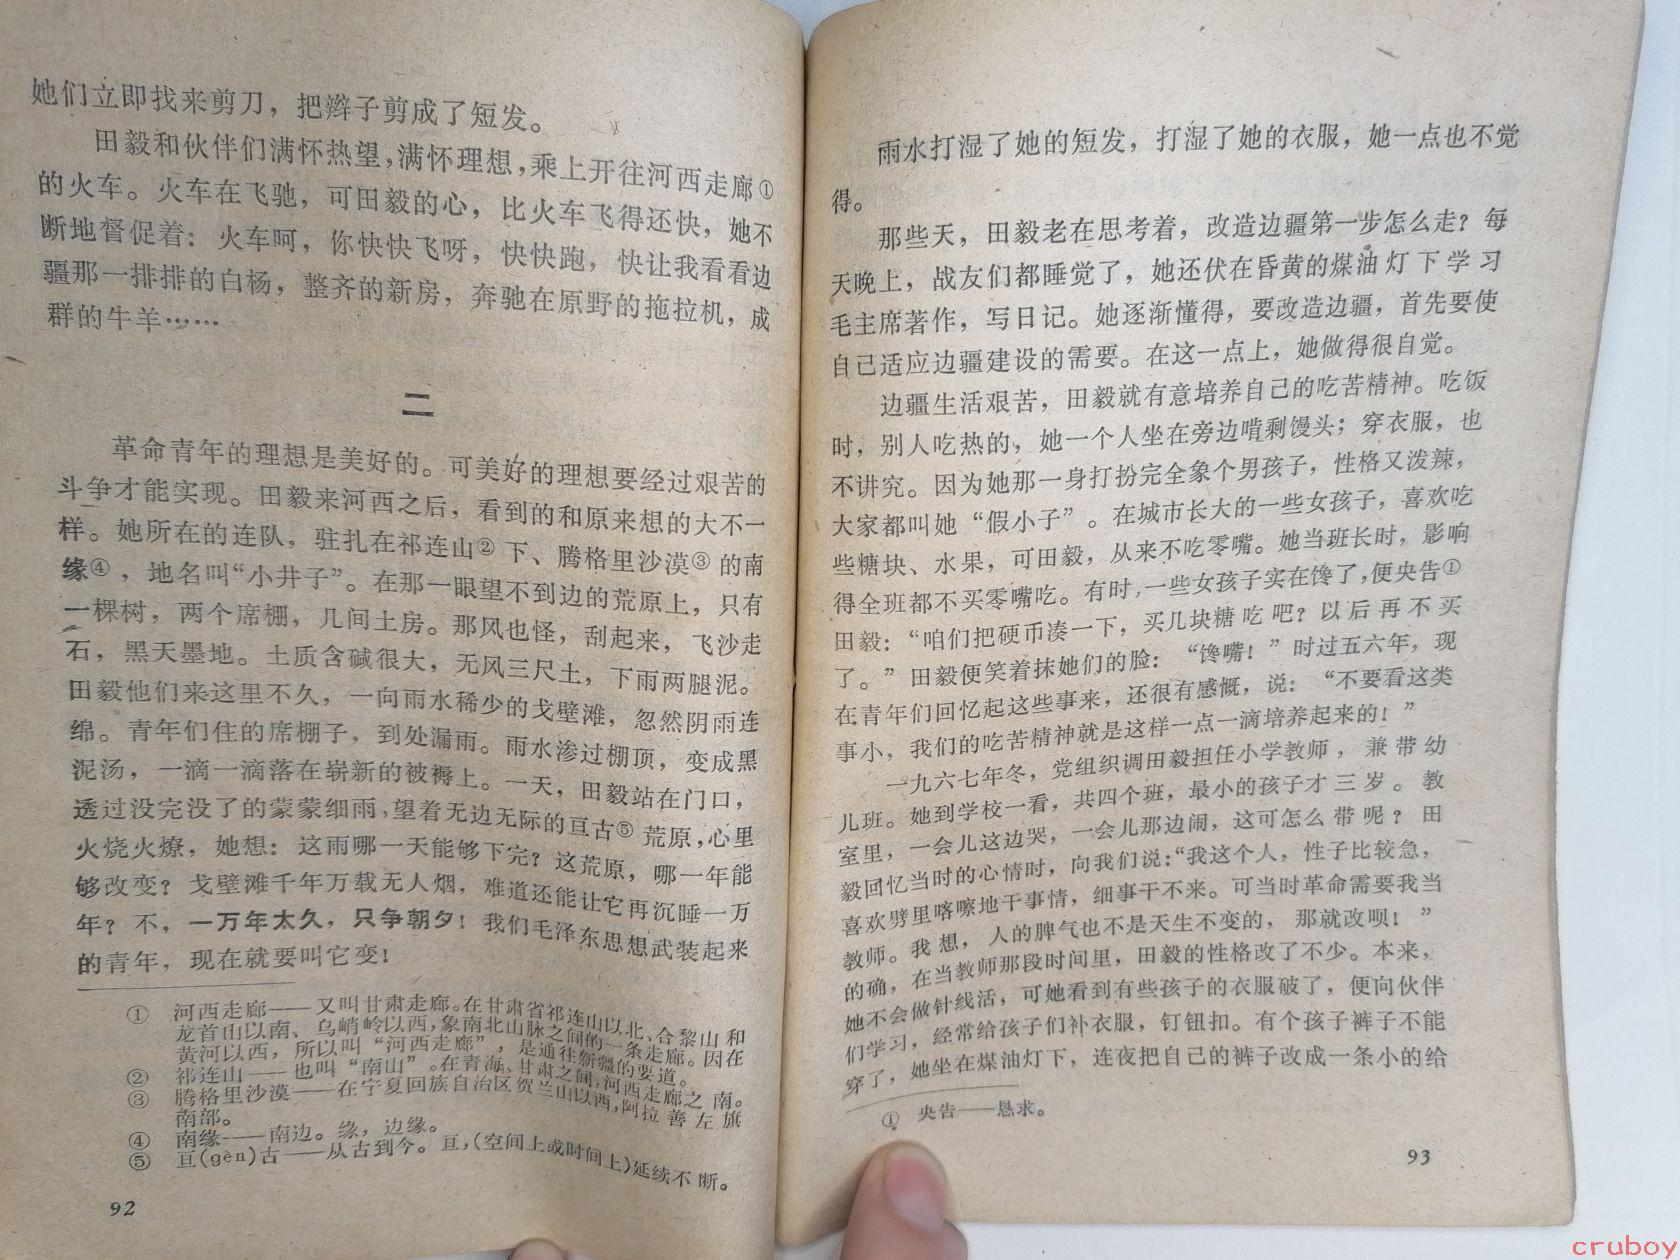 她们立即找来剪刀，把辫子剪成了短发。
田毅和伙伴们满怀热望，满怀理想，乘上开往河西走廊①
的火车。火车在飞驰，可田毅的心，比火车飞得还快，她不
断地督促着：火车呵，你快快飞呀，快快跑，快让我看看边
疆那一排排的白杨，整齐的新房，奔驰在原野的拖拉机，成
群的牛羊……
二
革命青年的理想是美好的。可美好的理想要经过艰苦的
斗争才能实现。田毅来河西之后，看到的和原来想的大不一
样。她所在的连队，驻扎在祁连山②下、腾格里沙漠③的南
缘④，地名叫“小井子”。在那一眼望不到边的荒原上，只有
一棵树，两个席棚，几间土房。那风也怪，刮起来，飞沙走
石，黑天墨地。土质含碱很大，无风三尺土，下雨两腿泥。
田毅他们来这里不久，一向雨水稀少的戈壁滩，忽然阴雨连
绵。青年们住的席棚子，到处漏雨。雨水渗过棚顶，变成黑
泥汤，一滴一滴落在崭新的被褥上。一天，田毅站在门口，
透过没完没了的蒙蒙细雨，望着无边无际的亘古⑤荒原，心里
火烧火燎，她想：这雨哪一天能够下完？这荒原，哪一年能
够改变？戈壁滩千年万载无人烟，难道还能让它再沉睡一万
年？不，一万年太久，只争朝夕！我们毛泽东思想武装起来
的青年，现在就要叫它变！
① 河西走廊——又叫甘肃走廊。在甘肃省祁连山以北、合黎山和
龙首山以南、乌峭岭以西，象南北山脉之间的一条走廊。因在
黄河以西，所以叫“河西走廊”，是通往新疆的要道。
② 祁连山——也叫“南山”。在青海、甘肃之间，河西走廊之南。
③ 腾格里沙漠——在宁夏回族自治区贺兰山以西，阿拉善左旗
南部。
④ 南缘——南边。缘，边缘。
⑤ 亘(gèn)古——从古到今。亘，(空间上或时间上)延续不断。
92
雨水打湿了她的短发，打湿了她的衣服，她一点也不觉
得。
那些天，田毅老在思考着，改造边疆第一步怎么走？每
天晚上，战友们都睡觉了，她还伏在昏黄的煤油灯下学习
毛主席著作，写日记。她逐渐懂得，要改造边疆，首先要使
自己适应边疆建设的需要。在这一点上，她做得很自觉。
边疆生活艰苦，田毅就有意培养自己的吃苦精神。吃饭
时，别人吃热的，她一个人坐在旁边啃剩馒头；穿衣服，也
不讲究。因为她那一身打扮完全象个男孩子，性格又泼辣，
大家都叫她“假小子”。在城市长大的一些女孩子，喜欢吃
些糖块、水果，可田毅，从来不吃零嘴。她当班长时，影响
得全班都不买零嘴吃。有时，一些女孩子实在馋了，便央告①
田毅：“咱们把硬币凑一下，买几块糖吃吧？以后再不买
了。”田毅便笑着抹她们的脸：“馋嘴！”时过五六年，现
在青年们回忆起这些事来，还很有感慨，说：“不要看这类
事小，我们的吃苦精神就是这样一点一滴培养起来的！”
一九六七年冬，党组织调田毅担任小学教师，兼带幼
儿班。她到学校一看，共四个班，最小的孩子才三岁。教
室里，一会儿这边哭，一会儿那边闹，这可怎么带呢？田
毅回忆当时的心情时，向我们说：“我这个人，性子比较急，
喜欢劈里喀嚓地干事情，细事干不来。可当时革命需要我当
教师。我想，人的脾气也不是天生不变的，那就改呗！”
的确，在当教师那段时间里，田毅的性格改了不少。本来，
她不会做针线活，可她看到有些孩子的衣服破了，便向伙伴
们学习，经常给孩子们补衣服，钉钮扣。有个孩子裤子不能
穿了，她坐在煤油灯下，连夜把自己的裤子改成一条小的给
① 央告——恳求。
93
cruboy